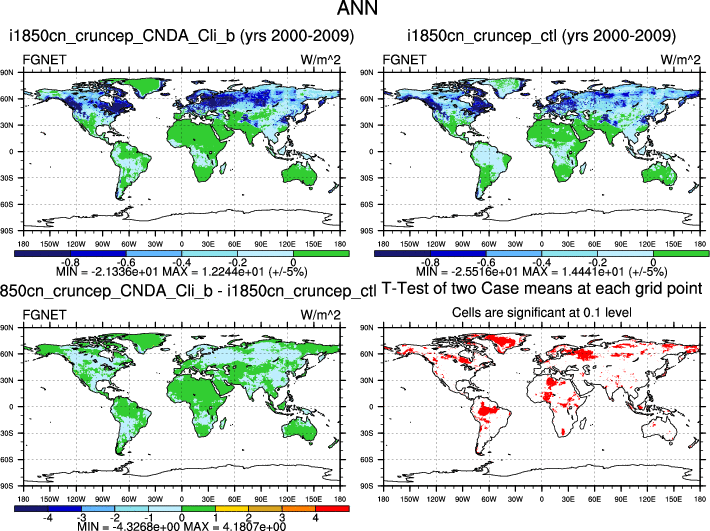 ANN
i1850cn_cruncep_CNDA_Cli_b (yrs 2000-2009)
i1850cn_cruncep_ctl (yrs 2000-2009)
FGNET W/m^2
FGNET W/m^2
90N
60N
30N
0
30S
60S
90S
180 150W 120W 90W 60W 30W 0 30E 60E 90E 120E 150E 180
90N
60N
30N
0
30S
60S
90S
180 150W 120W 90W 60W 30W 0 30E 60E 90E 120E 150E 180
-0.8 -0.6 -0.4 -0.2 0
MIN = -2.1336e+01 MAX = 1.2244e+01 (+/-5%)
-0.8 -0.6 -0.4 -0.2 0
MIN = -2.5516e+01 MAX = 1.4441e+01 (+/-5%)
850cn_cruncep_CNDA_Cli_b - i1850cn_cruncep_ctl
T-Test of two Case means at each grid point
FGNET W/m^2
Cells are significant at 0.1 level
90N
60N
30N
0
30S
60S
90S
180 150W 120W 90W 60W 30W 0 30E 60E 90E 120E 150E 180
90N
60N
30N
0
30S
60S
90S
180 150W 120W 90W 60W 30W 0 30E 60E 90E 120E 150E 180
-4 -3 -2 -1 0 1 2 3 4
MIN = -4.3268e+00 MAX = 4.1807e+00